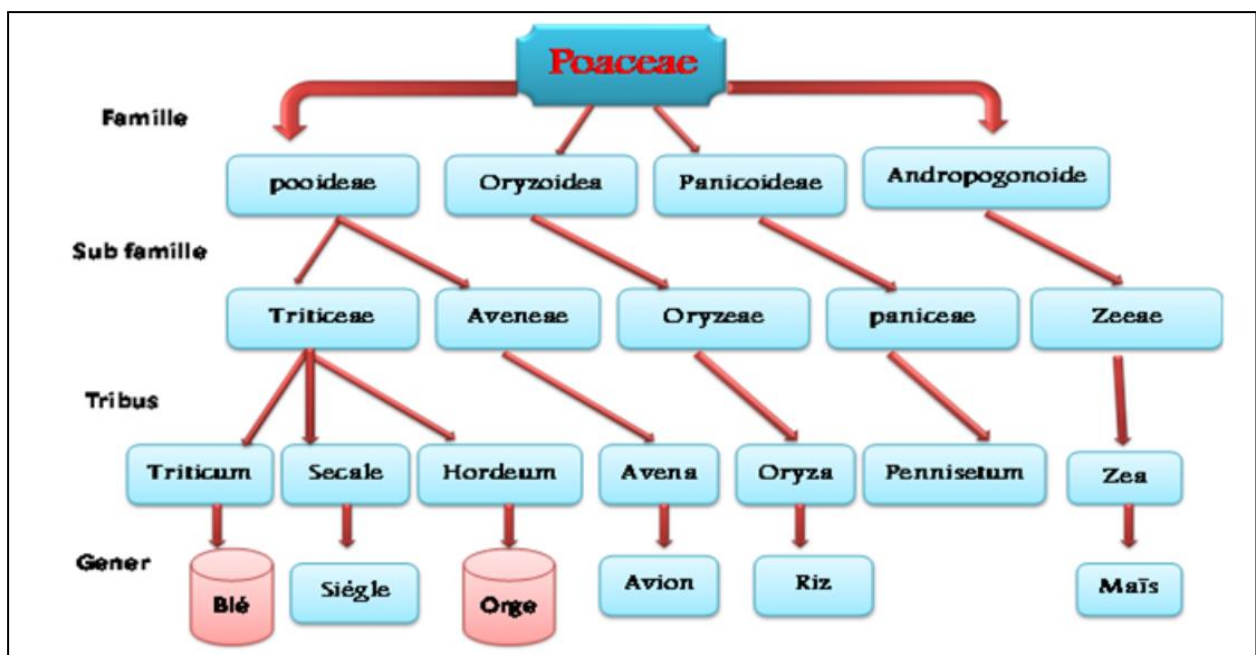 Poaceae
Famille
pooideae
Oryzoidea
Panicoideae
Andropogonoide
Sub famille
Triticeae
Aveneae
Oryzeae
paniceae
Zeeae
Tribus
Triticum
Secale
Hordeum
Avena
Oryza
Pennisetum
Zea
Gener
Blé
Siégle
Orge
Avion
Riz
Maïs